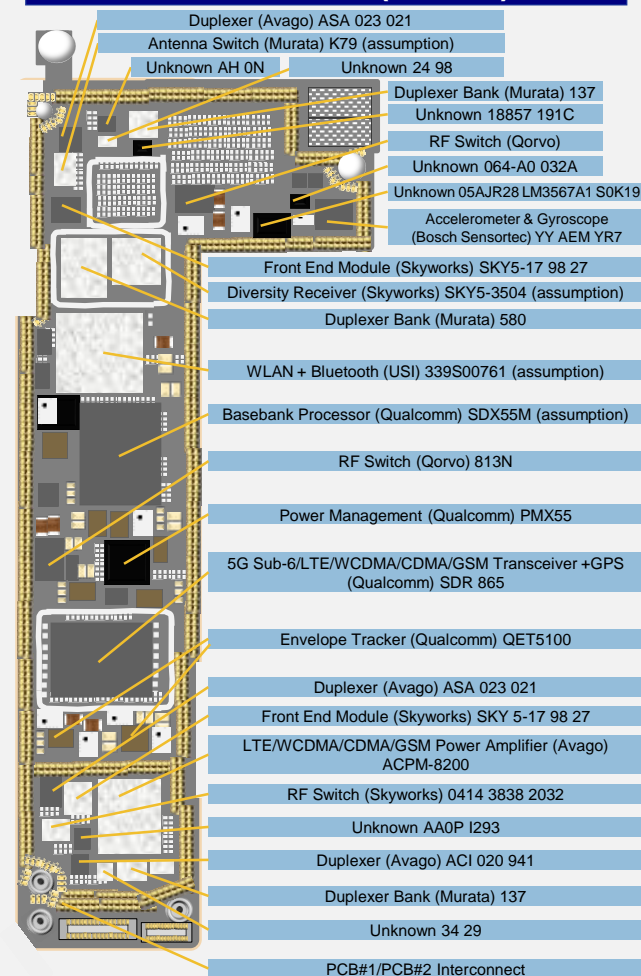 Duplexer (Avago) ASA 023 021
Antenna Switch (Murata) K79 (assumption)
Unknown AH 0N
Unknown 24 98
Duplexer Bank (Murata) 137
Unknown 18857 191C
RF Switch (Qorvo)
Unknown 064-A0 032A
Unknown 05AJR28 LM3567A1 S0K19
Accelerometer & Gyroscope
(Bosch Sensortec) YY AEM YR7
Front End Module (Skyworks) SKY5-17 98 27
Diversity Receiver (Skyworks) SKY5-3504 (assumption)
Duplexer Bank (Murata) 580
WLAN + Bluetooth (USI) 339S00761 (assumption)
Basebank Processor (Qualcomm) SDX55M (assumption)
RF Switch (Qorvo) 813N
Power Management (Qualcomm) PMX55
5G Sub-6/LTE/WCDMA/CDMA/GSM Transceiver +GPS
(Qualcomm) SDR 865
Envelope Tracker (Qualcomm) QET5100
Duplexer (Avago) ASA 023 021
Front End Module (Skyworks) SKY 5-17 98 27
LTE/WCDMA/CDMA/GSM Power Amplifier (Avago)
ACPM-8200
RF Switch (Skyworks) 0414 3838 2032
Unknown AA0P I293
Duplexer (Avago) ACI 020 941
Duplexer Bank (Murata) 137
Unknown 34 29
PCB#1/PCB#2 Interconnect